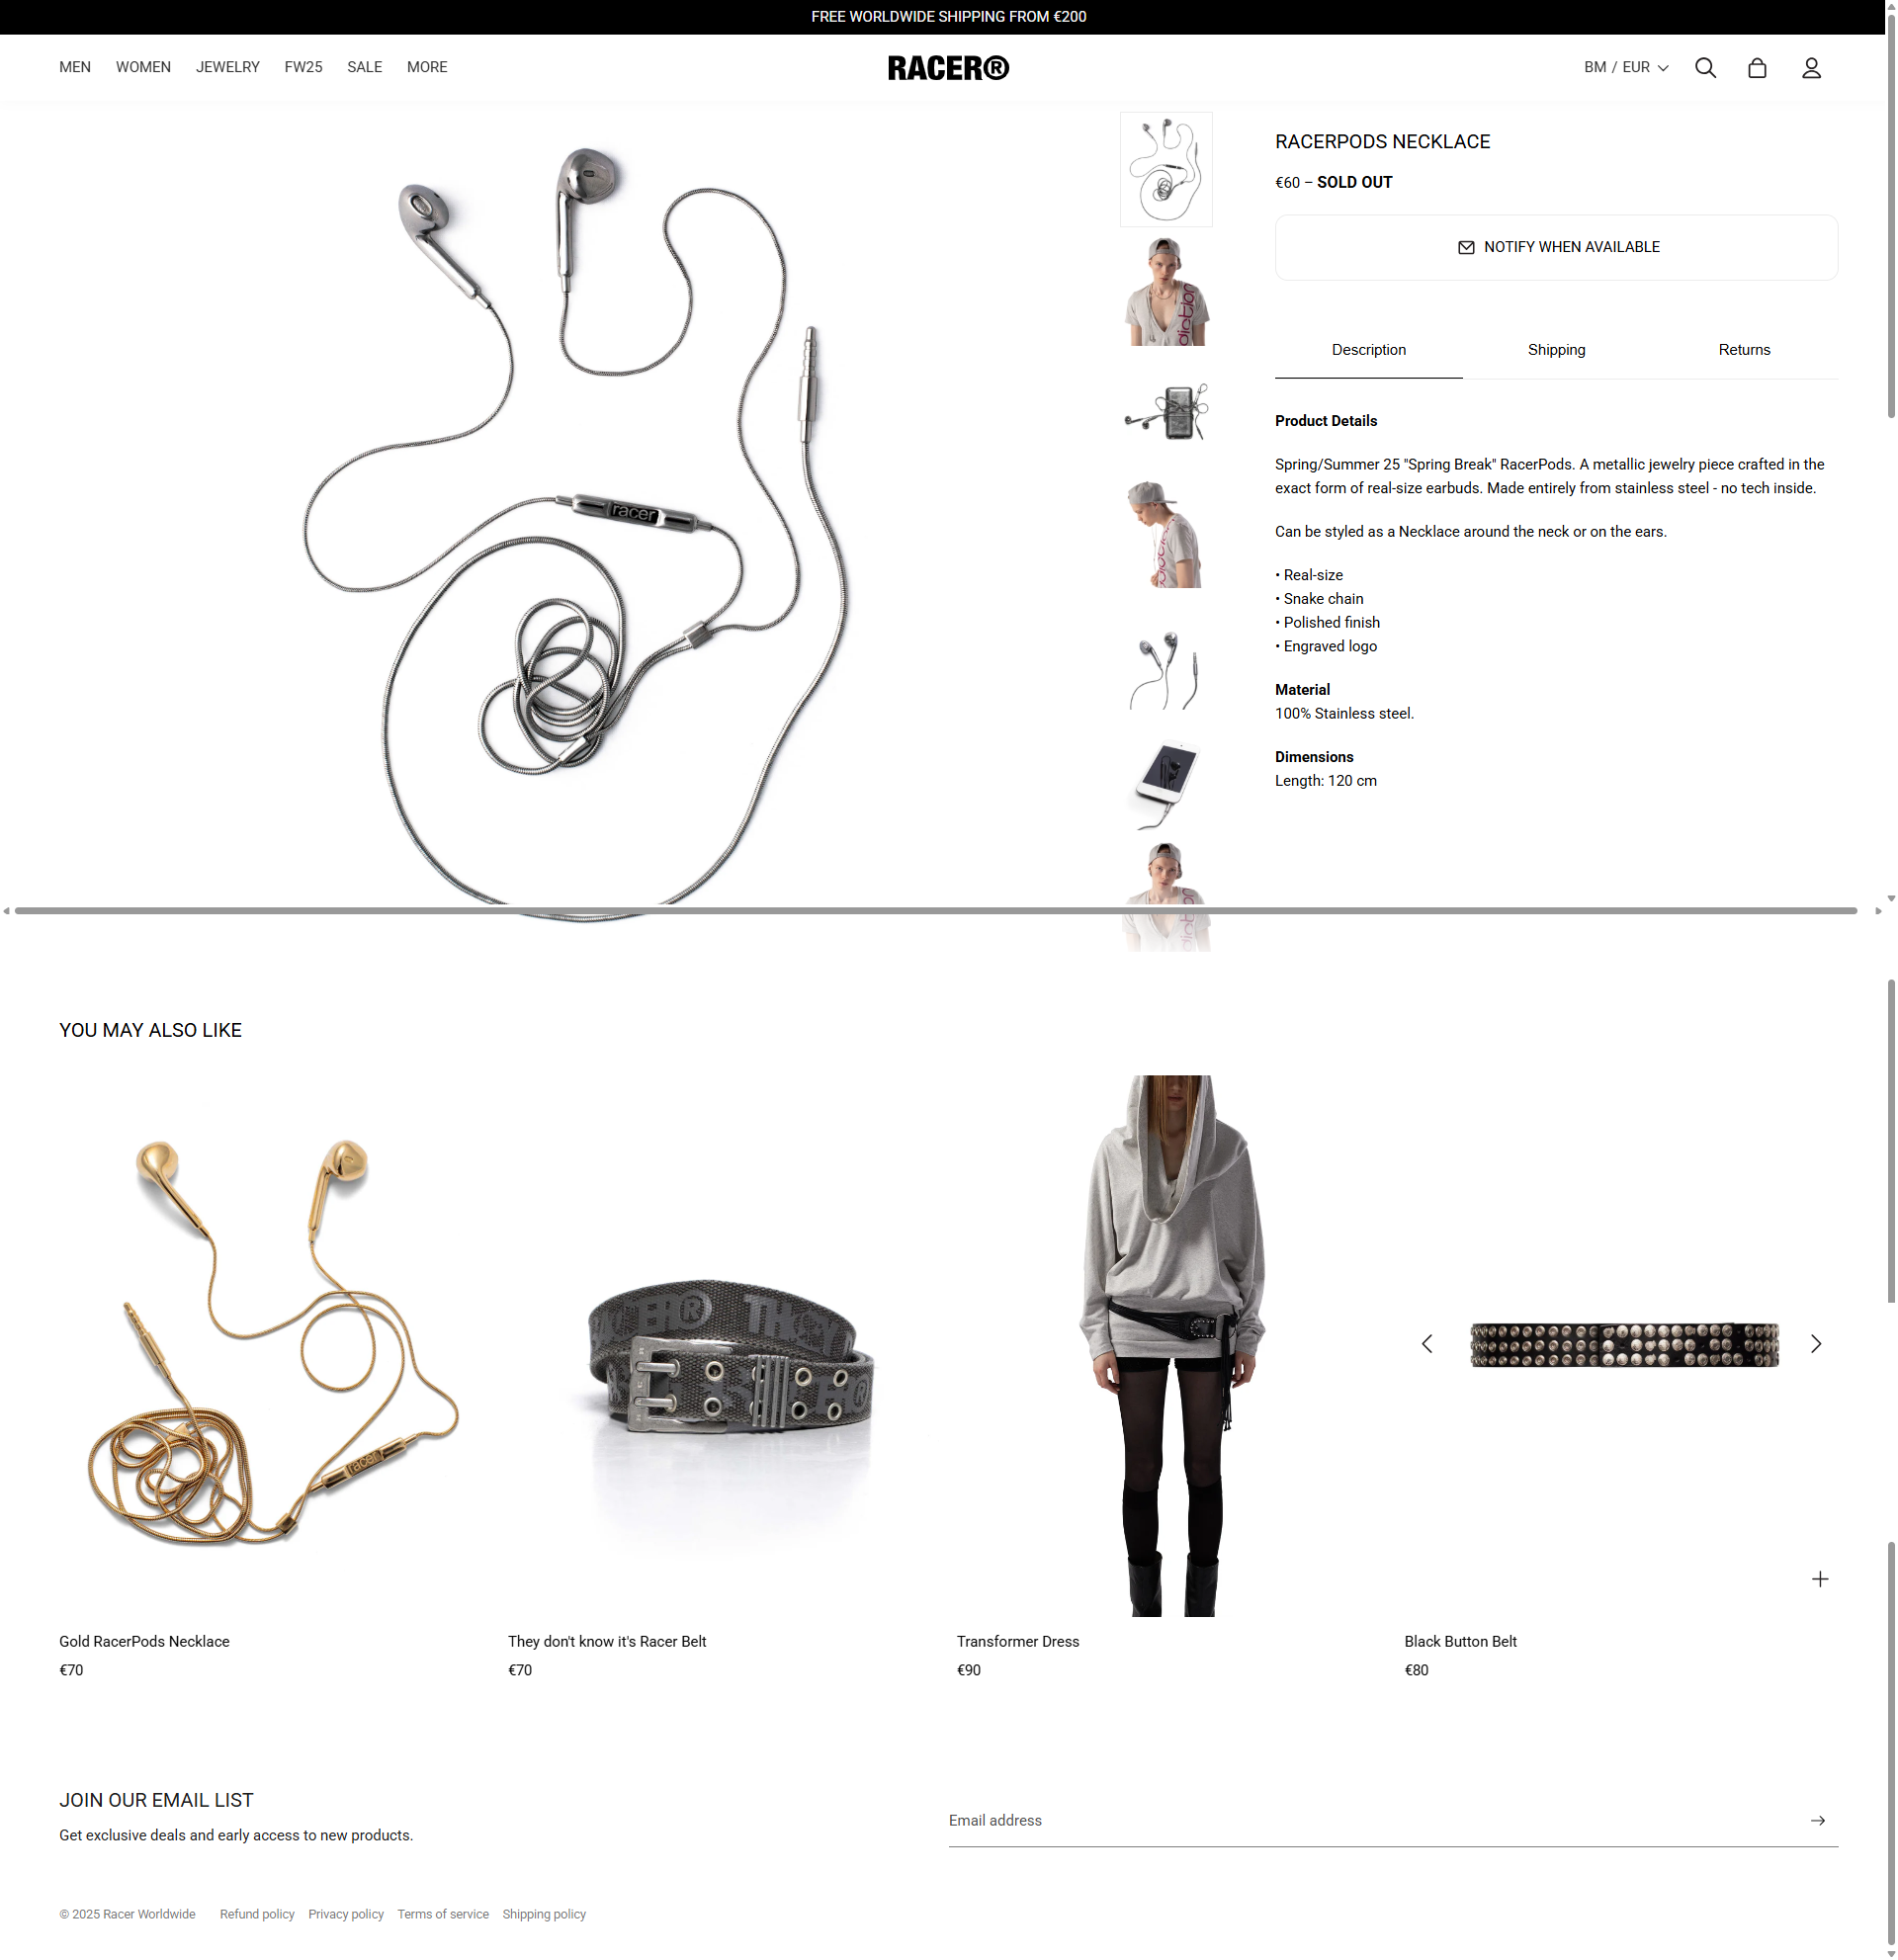 FREE WORLDWIDE SHIPPING FROM €200
MEN WOMEN JEWELRY FW25 SALE MORE
RACER®
BM / EUR
RACERPODS NECKLACE
€60 – SOLD OUT
NOTIFY WHEN AVAILABLE
Description Shipping Returns
Product Details
Spring/Summer 25 "Spring Break" RacerPods. A metallic jewelry piece crafted in the
exact form of real-size earbuds. Made entirely from stainless steel - no tech inside.
Can be styled as a Necklace around the neck or on the ears.
• Real-size
• Snake chain
• Polished finish
• Engraved logo
Material
100% Stainless steel.
Dimensions
Length: 120 cm
racer
YOU MAY ALSO LIKE
racer
Gold RacerPods Necklace
€70
They don't know it's Racer Belt
€70
Transformer Dress
€90
Black Button Belt
€80
JOIN OUR EMAIL LIST
Get exclusive deals and early access to new products.
Email address
© 2025 Racer Worldwide Refund policy Privacy policy Terms of service Shipping policy